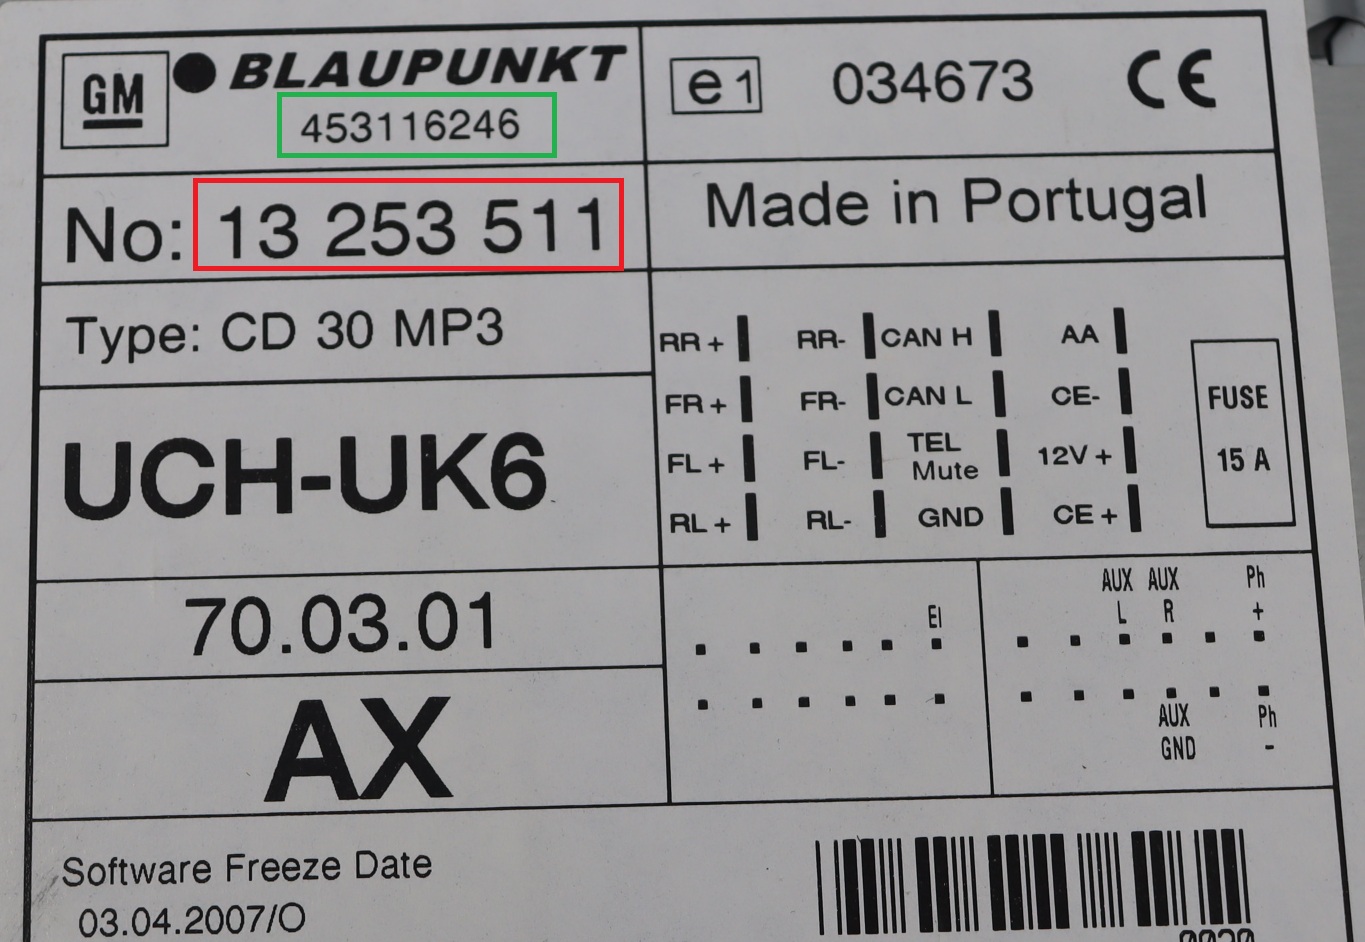 GM
BLAUPUNKT
453116246
e1 034673 CE
No: 13 253 511
Made in Portugal
Type: CD 30 MP3
UCH-UK6
70.03.01
AX
RR + RR- CAN H AA
FR + FR- CAN L CE-
FL + FL- TEL Mute 12V +
RL + RL- GND CE +
FUSE
15 A
EI
AUX L
AUX R
Ph +
AUX GND
Ph -
Software Freeze Date
03.04.2007/O